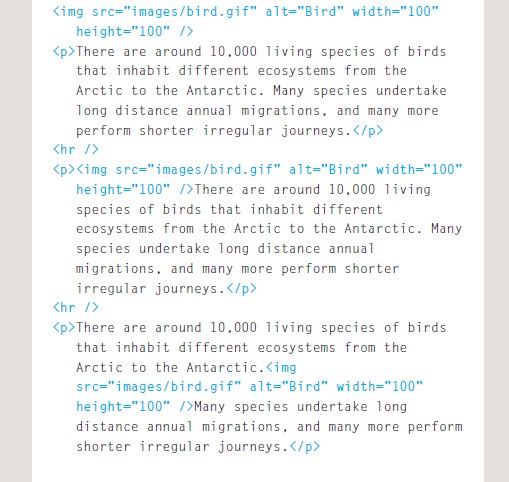 <img src="images/bird.gif" alt="Bird" width="100"
height="100" />
<p>There are around 10,000 living species of birds
that inhabit different ecosystems from the
Arctic to the Antarctic. Many species undertake
long distance annual migrations, and many more
perform shorter irregular journeys.</p>
<hr />
<p><img src="images/bird.gif" alt="Bird" width="100"
height="100" />There are around 10,000 living
species of birds that inhabit different
ecosystems from the Arctic to the Antarctic. Many
species undertake long distance annual
migrations, and many more perform shorter
irregular journeys.</p>
<hr />
<p>There are around 10,000 living species of birds
that inhabit different ecosystems from the
Arctic to the Antarctic.<img
src="images/bird.gif" alt="Bird" width="100"
height="100" />Many species undertake long
distance annual migrations, and many more perform
shorter irregular journeys.</p>